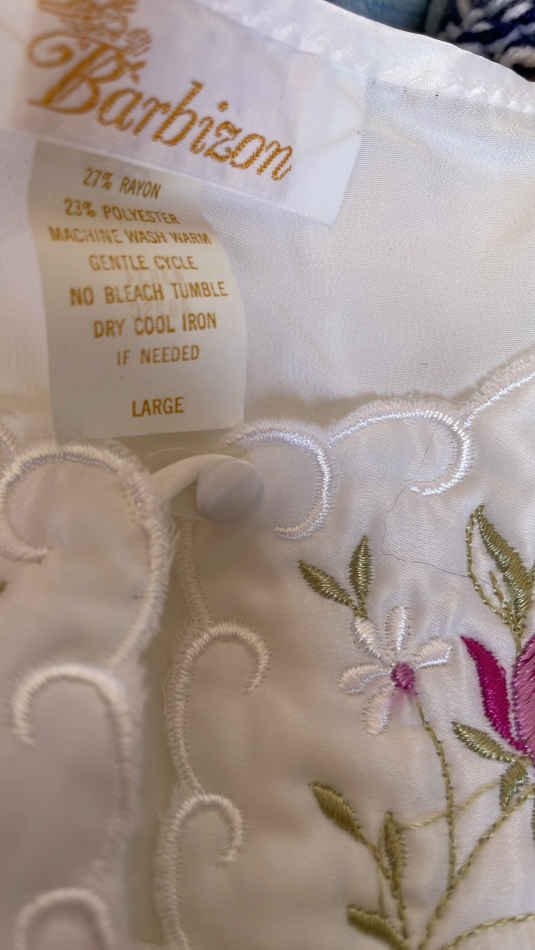 Barbizon
27% RAYON
23% POLYESTER
MACHINE WASH WARM
GENTLE CYCLE
NO BLEACH TUMBLE
DRY COOL IRON
IF NEEDED
LARGE